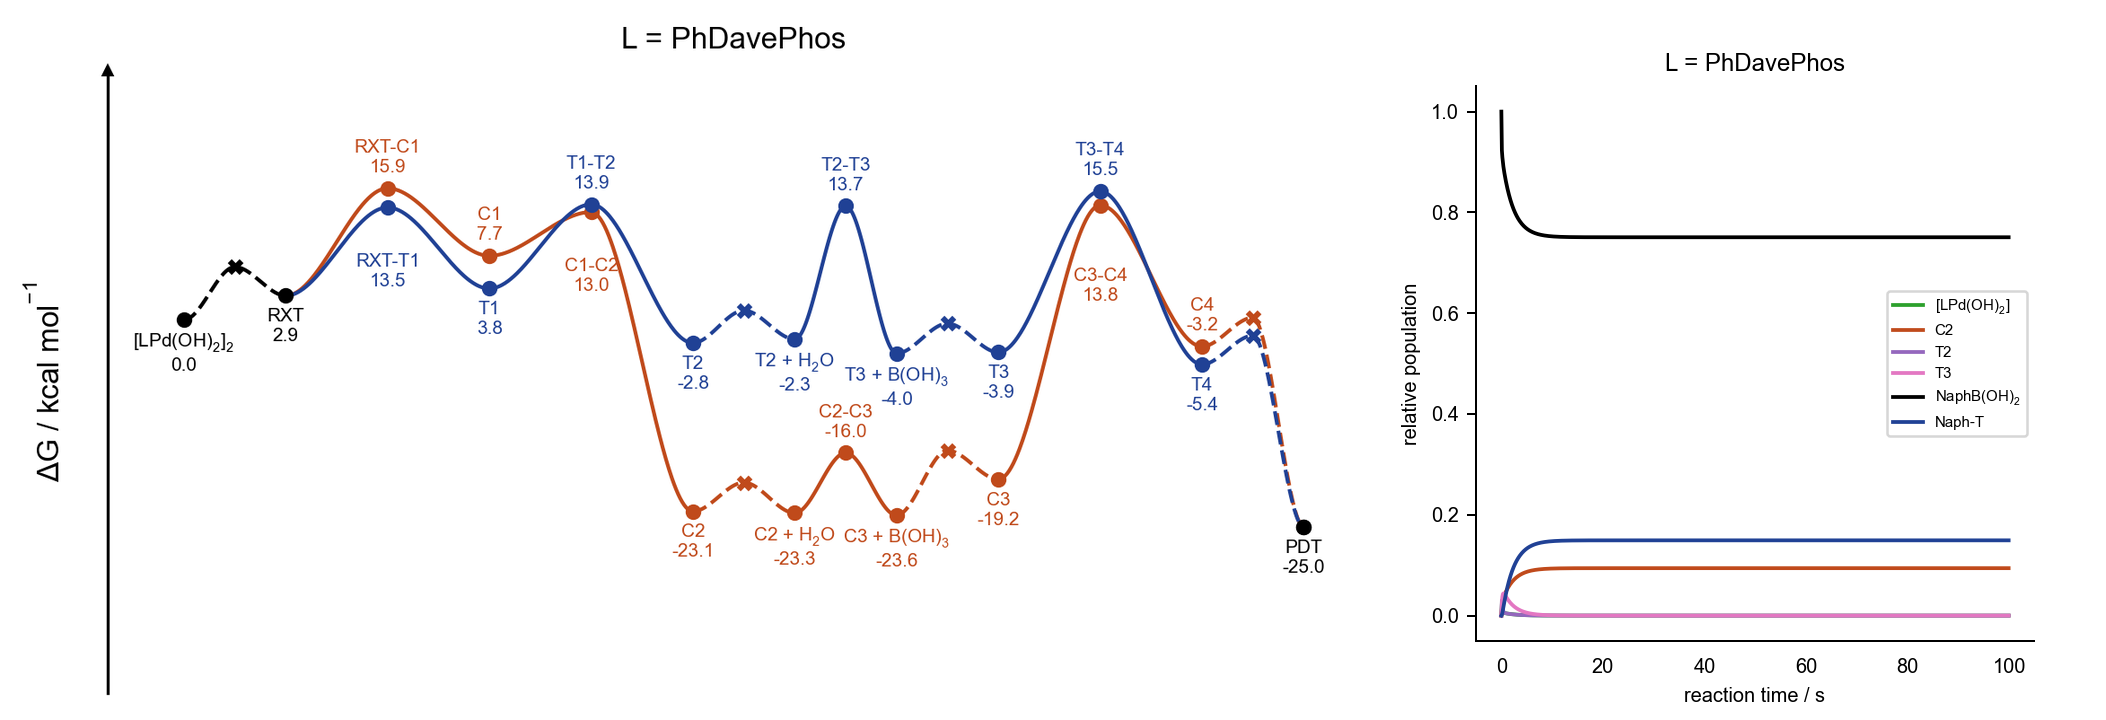 L = PhDavePhos
ΔG / kcal mol⁻¹
[LPd(OH)₂]₂
0.0
RXT
2.9
RXT-C1
15.9
RXT-T1
13.5
C1
7.7
T1
3.8
T1-T2
13.9
C1-C2
13.0
T2
-2.8
C2
-23.1
T2 + H₂O
-2.3
C2 + H₂O
-23.3
T2-T3
13.7
C2-C3
-16.0
T3 + B(OH)₃
-4.0
C3 + B(OH)₃
-23.6
T3
-3.9
C3
-19.2
T3-T4
15.5
C3-C4
13.8
C4
-3.2
T4
-5.4
PDT
-25.0
L = PhDavePhos
relative population
1.0
0.8
0.6
0.4
0.2
0.0
[LPd(OH)₂]
C2
T2
T3
NaphB(OH)₂
Naph-T
0 20 40 60 80 100
reaction time / s